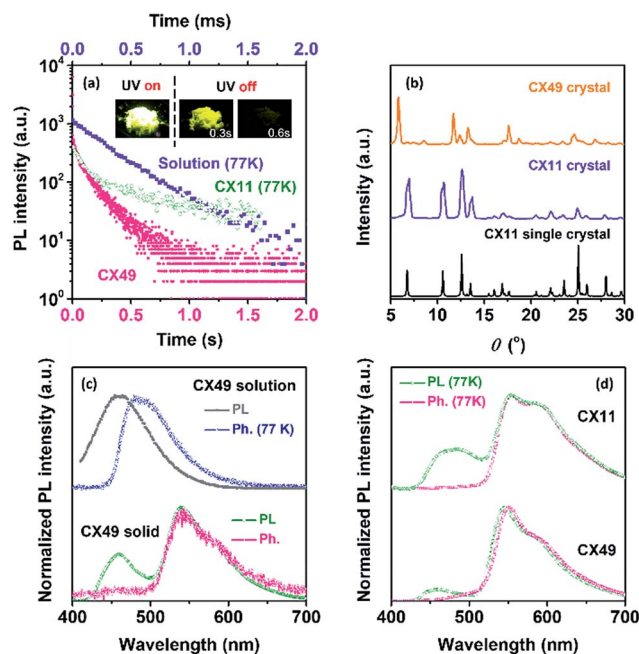 Time (ms)
0.0 0.5 1.0 1.5 2.0
(a) UV on UV off
0.3s 0.6s
Solution (77K)
CX11 (77K)
CX49
PL intensity (a.u.)
10^4
10^3
10^2
10^1
10^0
0.0 0.5 1.0 1.5 2.0
Time (s)
(b)
CX49 crystal
CX11 crystal
CX11 single crystal
Intensity (a.u.)
5 10 15 20 25 30
θ (°)
(c) CX49 solution
PL
Ph. (77 K)
CX49 solid
PL
Ph.
Normalized PL intensity (a.u.)
400 500 600 700
Wavelength (nm)
PL (77K) (d)
Ph. (77K)
CX11
CX49
Normalized PL intensity (a.u.)
400 450 500 550 600 650 700
Wavelength (nm)